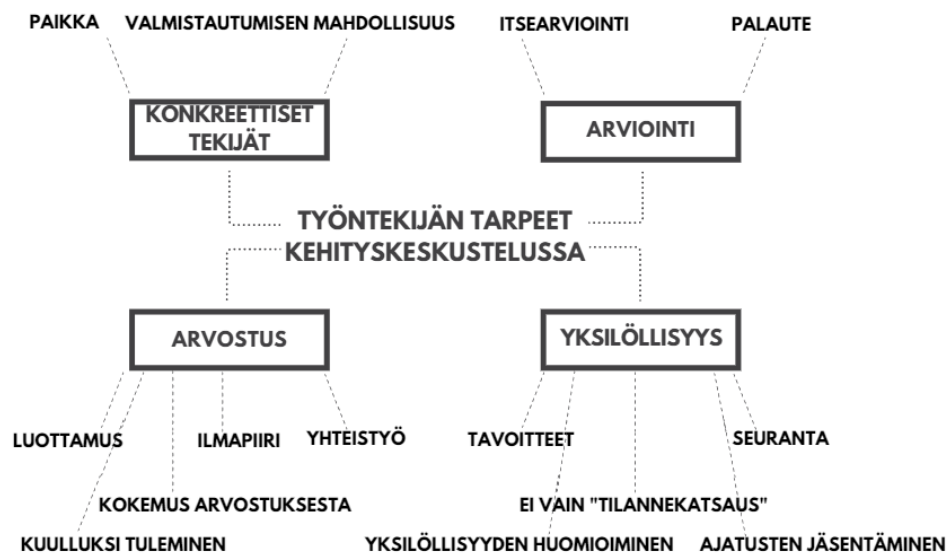 PAIKKA VALMISTAUTUMISEN MAHDOLLISUUS ITSEARVIOINTI PALAUTE
KONKREETTISET
TEKIJÄT
ARVIOINTI
TYÖNTEKIJÄN TARPEET
KEHITYSKESKUSTELUSSA
ARVOSTUS YKSILÖLLISYYS
LUOTTAMUS ILMAPIIRI YHTEISTYÖ TAVOITTEET SEURANTA
KOKEMUS ARVOSTUKSESTA EI VAIN "TILANNEKATSAUS"
KUULLUKSI TULEMINEN YKSILÖLLISYYDEN HUOMIOIMINEN AJATUSTEN JÄSENTÄMINEN